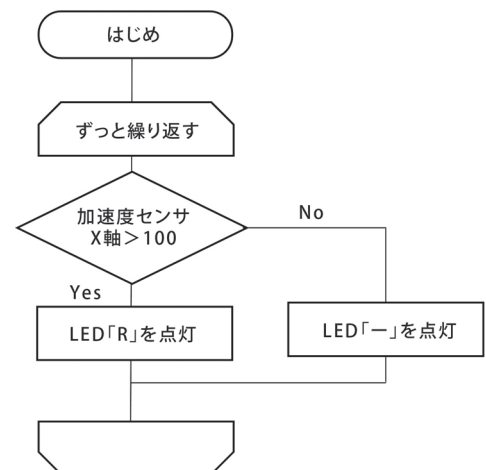 はじめ
ずっと繰り返す
加速度センサ
X軸＞100
No
Yes
LED「R」を点灯
LED「ー」を点灯